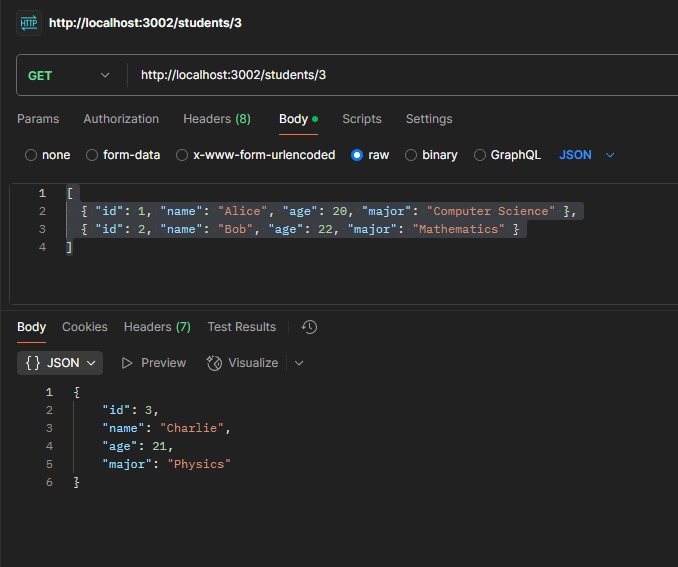 HTTP http://localhost:3002/students/3
GET http://localhost:3002/students/3
Params Authorization Headers (8) Body Scripts Settings
none form-data x-www-form-urlencoded raw binary GraphQL JSON
1 [
2 { "id": 1, "name": "Alice", "age": 20, "major": "Computer Science" },
3 { "id": 2, "name": "Bob", "age": 22, "major": "Mathematics" }
4 ]
Body Cookies Headers (7) Test Results
{} JSON Preview Visualize
1 {
2 "id": 3,
3 "name": "Charlie",
4 "age": 21,
5 "major": "Physics"
6 }